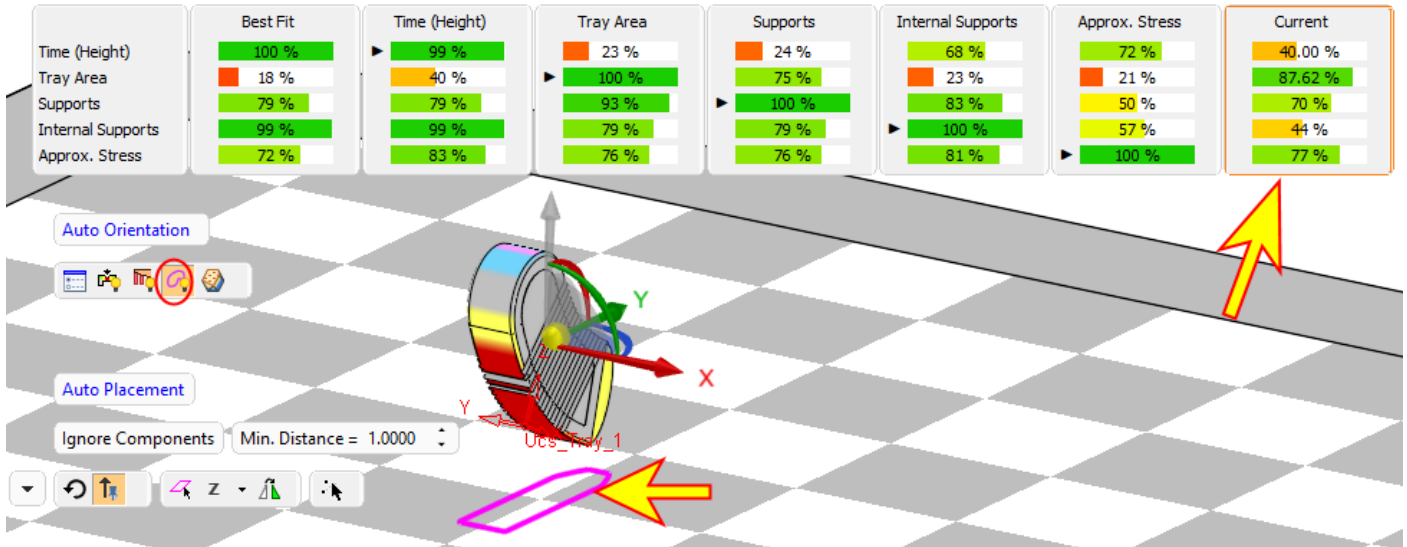 Best Fit Time (Height) Tray Area Supports Internal Supports Approx. Stress Current
Time (Height) 100 % 99 % 23 % 24 % 68 % 72 % 40.00 %
Tray Area 18 % 40 % 100 % 75 % 23 % 21 % 87.62 %
Supports 79 % 79 % 93 % 100 % 83 % 50 % 70 %
Internal Supports 99 % 99 % 79 % 79 % 100 % 57 % 44 %
Approx. Stress 72 % 83 % 76 % 76 % 81 % 100 % 77 %
Auto Orientation
Y
X
Z
Auto Placement
Y
Ignore Components Min. Distance = 1.0000
Ucs_Tray_1
Z